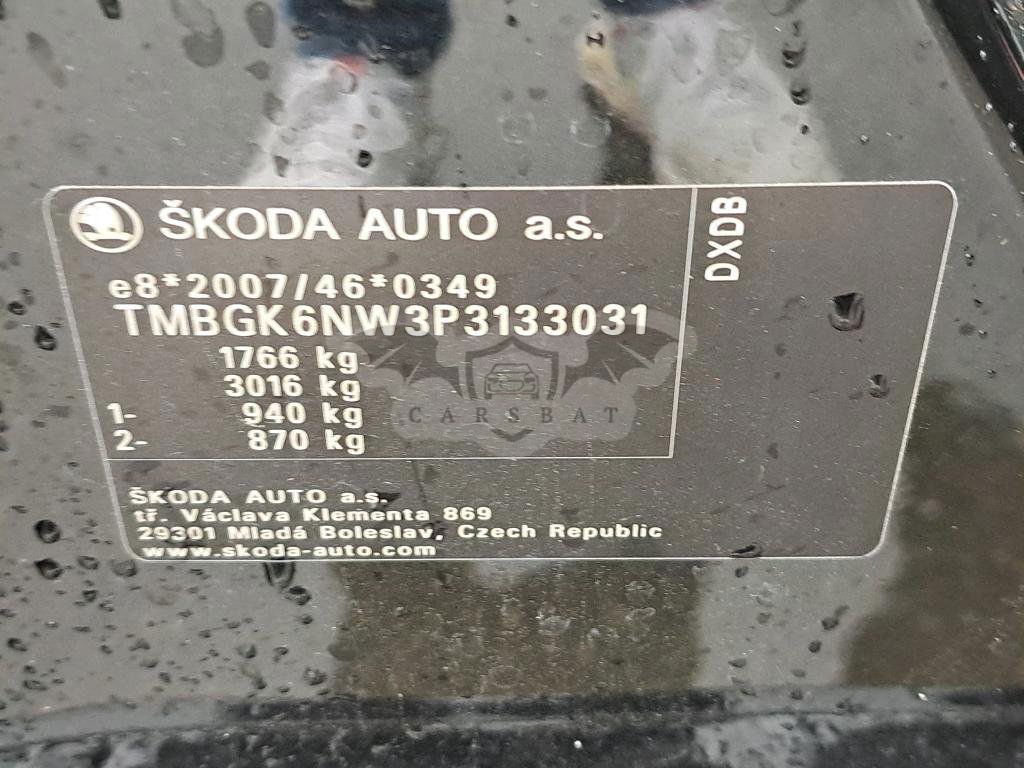 ŠKODA AUTO a.s.
DXDB
e8*2007/46*0349
TMBGK6NW3P3133031
1766 kg
3016 kg
1- 940 kg
2- 870 kg
CARSBAT
ŠKODA AUTO a.s.
tř. Václava Klementa 869
29301 Mladá Boleslav, Czech Republic
www.skoda-auto.com